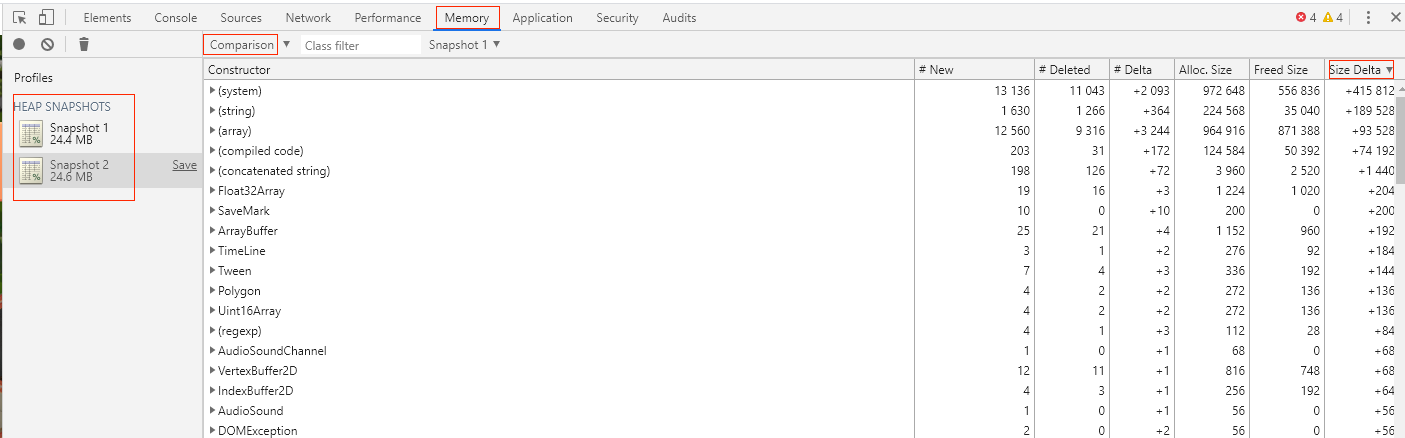 Elements Console Sources Network Performance Memory Application Security Audits 4 4
Comparison Class filter Snapshot 1
Profiles
HEAP SNAPSHOTS
Snapshot 1
24.4 MB
Snapshot 2
24.6 MB
Save
Constructor # New # Deleted # Delta Alloc. Size Freed Size Size Delta
(system) 13 136 11 043 +2 093 972 648 556 836 +415 812
(string) 1 630 1 266 +364 224 568 35 040 +189 528
(array) 12 560 9 316 +3 244 964 916 871 388 +93 528
(compiled code) 203 31 +172 124 584 50 392 +74 192
(concatenated string) 198 126 +72 3 960 2 520 +1 440
Float32Array 19 16 +3 1 224 1 020 +204
SaveMark 10 0 +10 200 0 +200
ArrayBuffer 25 21 +4 1 152 960 +192
TimeLine 3 1 +2 276 92 +184
Tween 7 4 +3 336 192 +144
Polygon 4 2 +2 272 136 +136
Uint16Array 4 2 +2 272 136 +136
(regexp) 4 1 +3 112 28 +84
AudioSoundChannel 1 0 +1 68 0 +68
VertexBuffer2D 12 11 +1 816 748 +68
IndexBuffer2D 4 3 +1 256 192 +64
AudioSound 1 0 +1 56 0 +56
DOMException 2 0 +2 56 0 +56